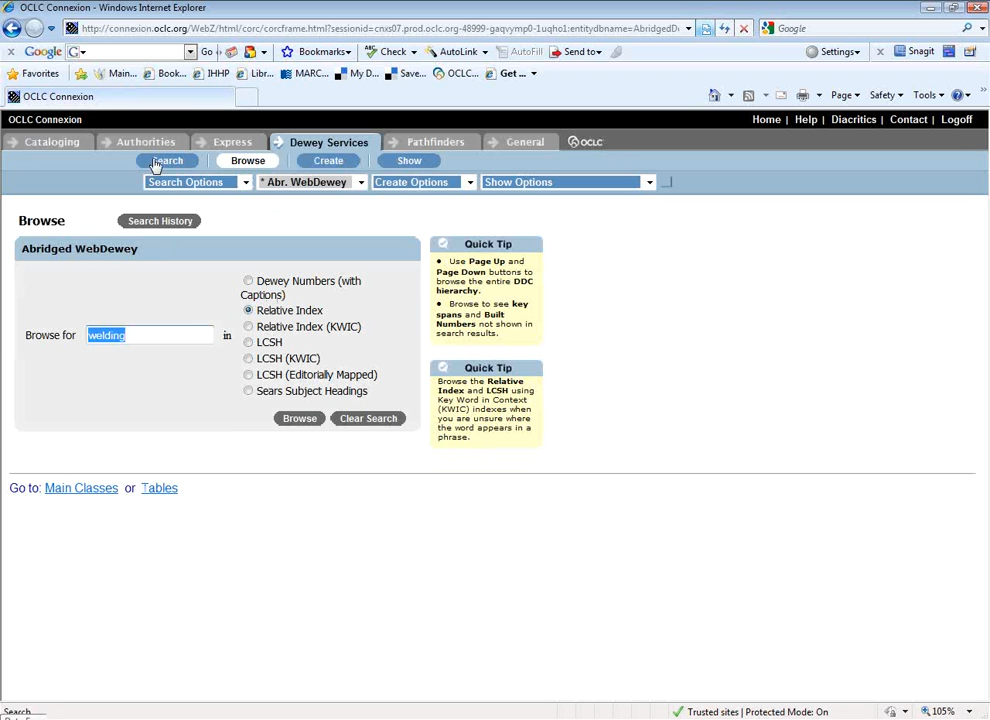 OCLC Connexion - Windows Internet Explorer
http://connexion.oclc.org/WebZ/html/corc/corcframe.html?sessionid=cnxs07.prod.oclc.org-48999-gaqvymp0-1uqho1:entitydbname=AbridgedD
Google
Google
G
Go
Bookmarks
Check
AutoLink
AutoFill
Send to
Settings
Snagit
Favorites
Main...
Book...
IHHP
Libr...
MARC...
My D...
Save...
OCLC...
Get ...
OCLC Connexion
Page
Safety
Tools
OCLC Connexion
Home | Help | Diacritics | Contact | Logoff
Cataloging
Authorities
Express
Dewey Services
Pathfinders
General
OCLC
Search
Browse
Create
Show
Search Options
* Abr. WebDewey
Create Options
Show Options
Browse
Search History
Abridged WebDewey
Browse for
welding
in
Dewey Numbers (with
Captions)
Relative Index
Relative Index (KWIC)
LCSH
LCSH (KWIC)
LCSH (Editorially Mapped)
Sears Subject Headings
Browse
Clear Search
Quick Tip
• Use Page Up and
Page Down buttons to
browse the entire DDC
hierarchy.
• Browse to see key
spans and Built
Numbers not shown in
search results.
Quick Tip
Browse the Relative
Index and LCSH using
Key Word in Context
(KWIC) indexes when
you are unsure where
the word appears in a
phrase.
Go to: Main Classes or Tables
Search
Trusted sites | Protected Mode: On
105%